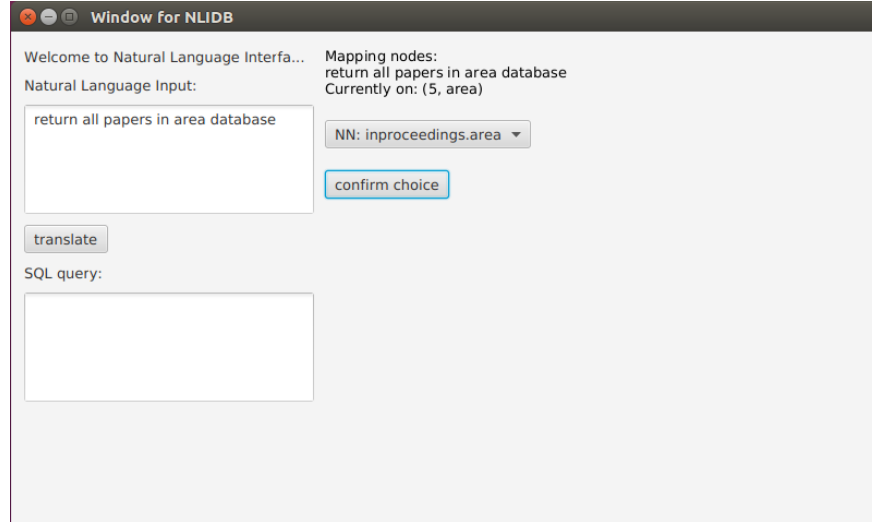 Window for NLIDB
Welcome to Natural Language Interfa...
Natural Language Input:
return all papers in area database
translate
SQL query:
Mapping nodes:
return all papers in area database
Currently on: (5, area)
NN: inproceedings.area
confirm choice